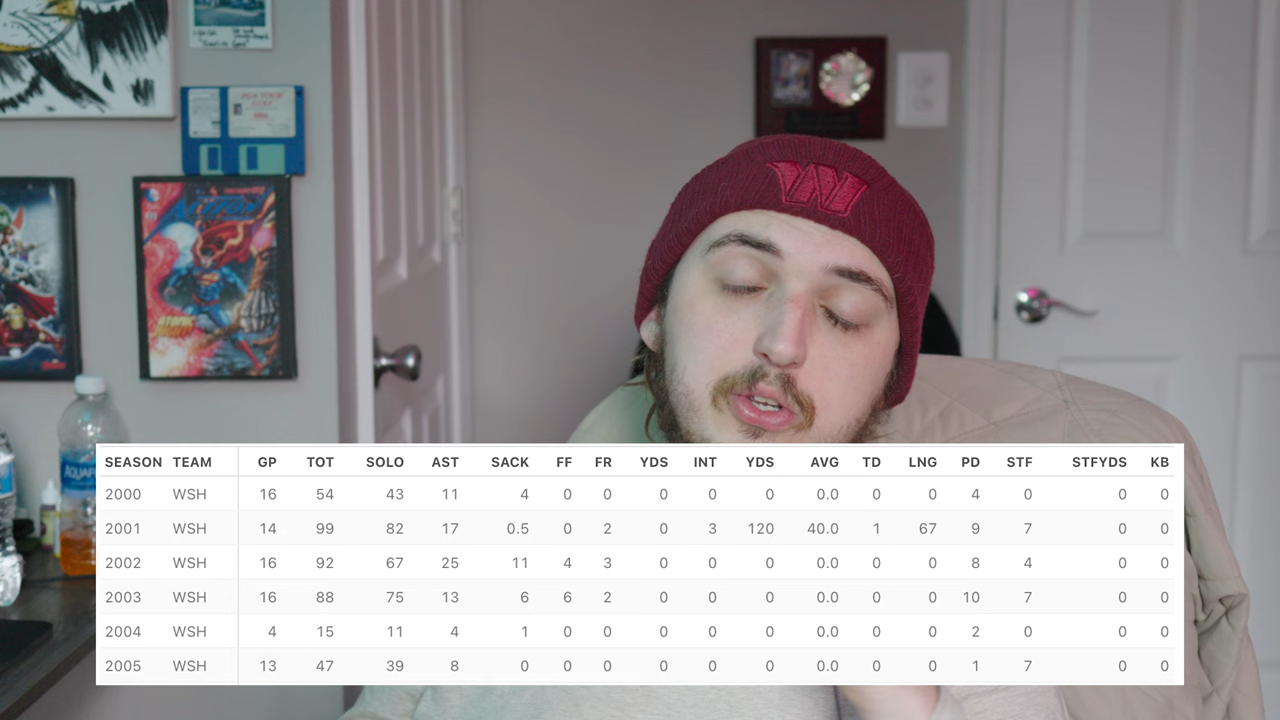 PGA TOUR
GOLF
ACTION
ATOMIC
AQUAF
W
SEASON TEAM GP TOT SOLO AST SACK FF FR YDS INT YDS AVG TD LNG PD STF STFYDS KB
2000 WSH 16 54 43 11 4 0 0 0 0 0 0.0 0 0 4 0 0 0
2001 WSH 14 99 82 17 0.5 0 2 0 3 120 40.0 1 67 9 7 0 0
2002 WSH 16 92 67 25 11 4 3 0 0 0 0.0 0 0 8 4 0 0
2003 WSH 16 88 75 13 6 6 2 0 0 0 0.0 0 0 10 7 0 0
2004 WSH 4 15 11 4 1 0 0 0 0 0 0.0 0 0 2 0 0 0
2005 WSH 13 47 39 8 0 0 0 0 0 0 0.0 0 0 1 7 0 0